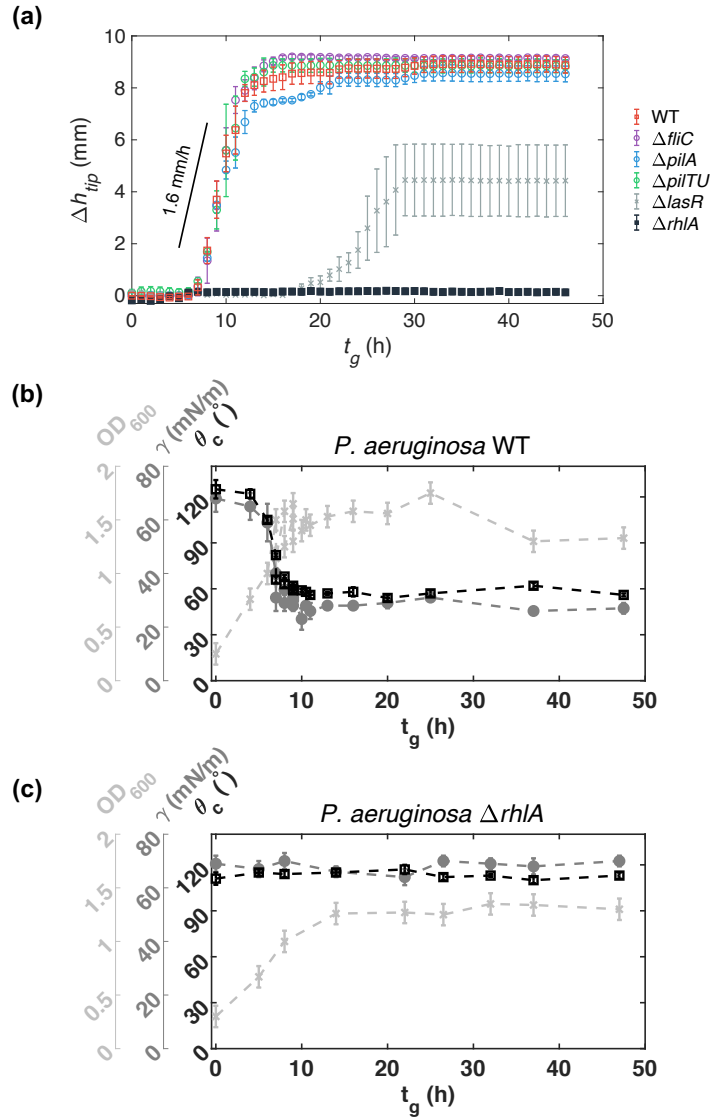 (a)
10
8
6
4
2
0
Δh_tip (mm)
1.6 mm/h
0 10 20 30 40 50
t_g (h)
WT
ΔfliC
ΔpilA
ΔpilTU
ΔlasR
ΔrhlA
(b)
OD_600
γ (mN/m)
θ_c (°)
P. aeruginosa WT
2
1.5
1
0.5
0
80
60
40
20
0
120
90
60
30
0
0 10 20 30 40 50
t_g (h)
(c)
OD_600
γ (mN/m)
θ_c (°)
P. aeruginosa ΔrhlA
2
1.5
1
0.5
0
80
60
40
20
0
120
90
60
30
0
0 10 20 30 40 50
t_g (h)